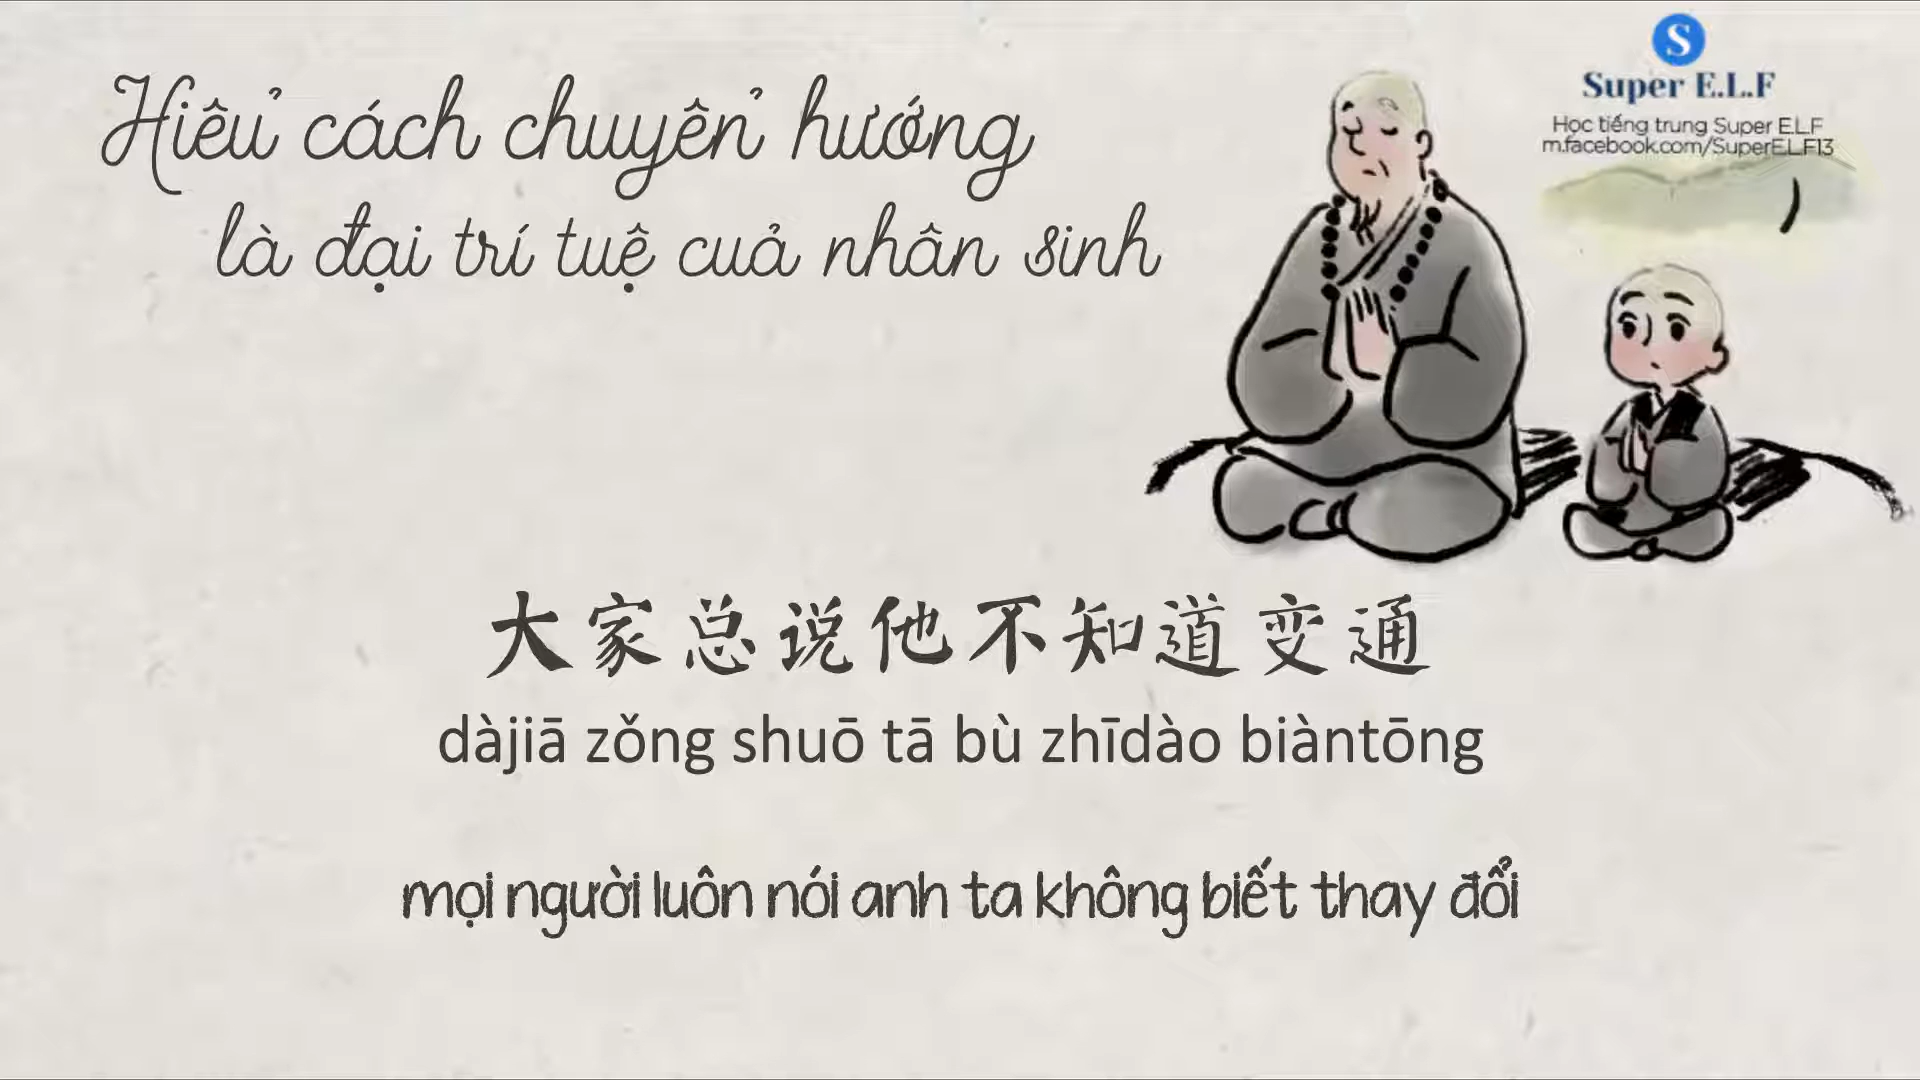 Hiểu cách chuyển hướng
là đại trí tuệ của nhân sinh
S
Super E.L.F
Học tiếng trung Super E.L.F
m.facebook.com/SuperE.L.F13
大家总说他不知道变通
dàjiā zǒng shuō tā bù zhīdào biàntōng
mọi người luôn nói anh ta không biết thay đổi